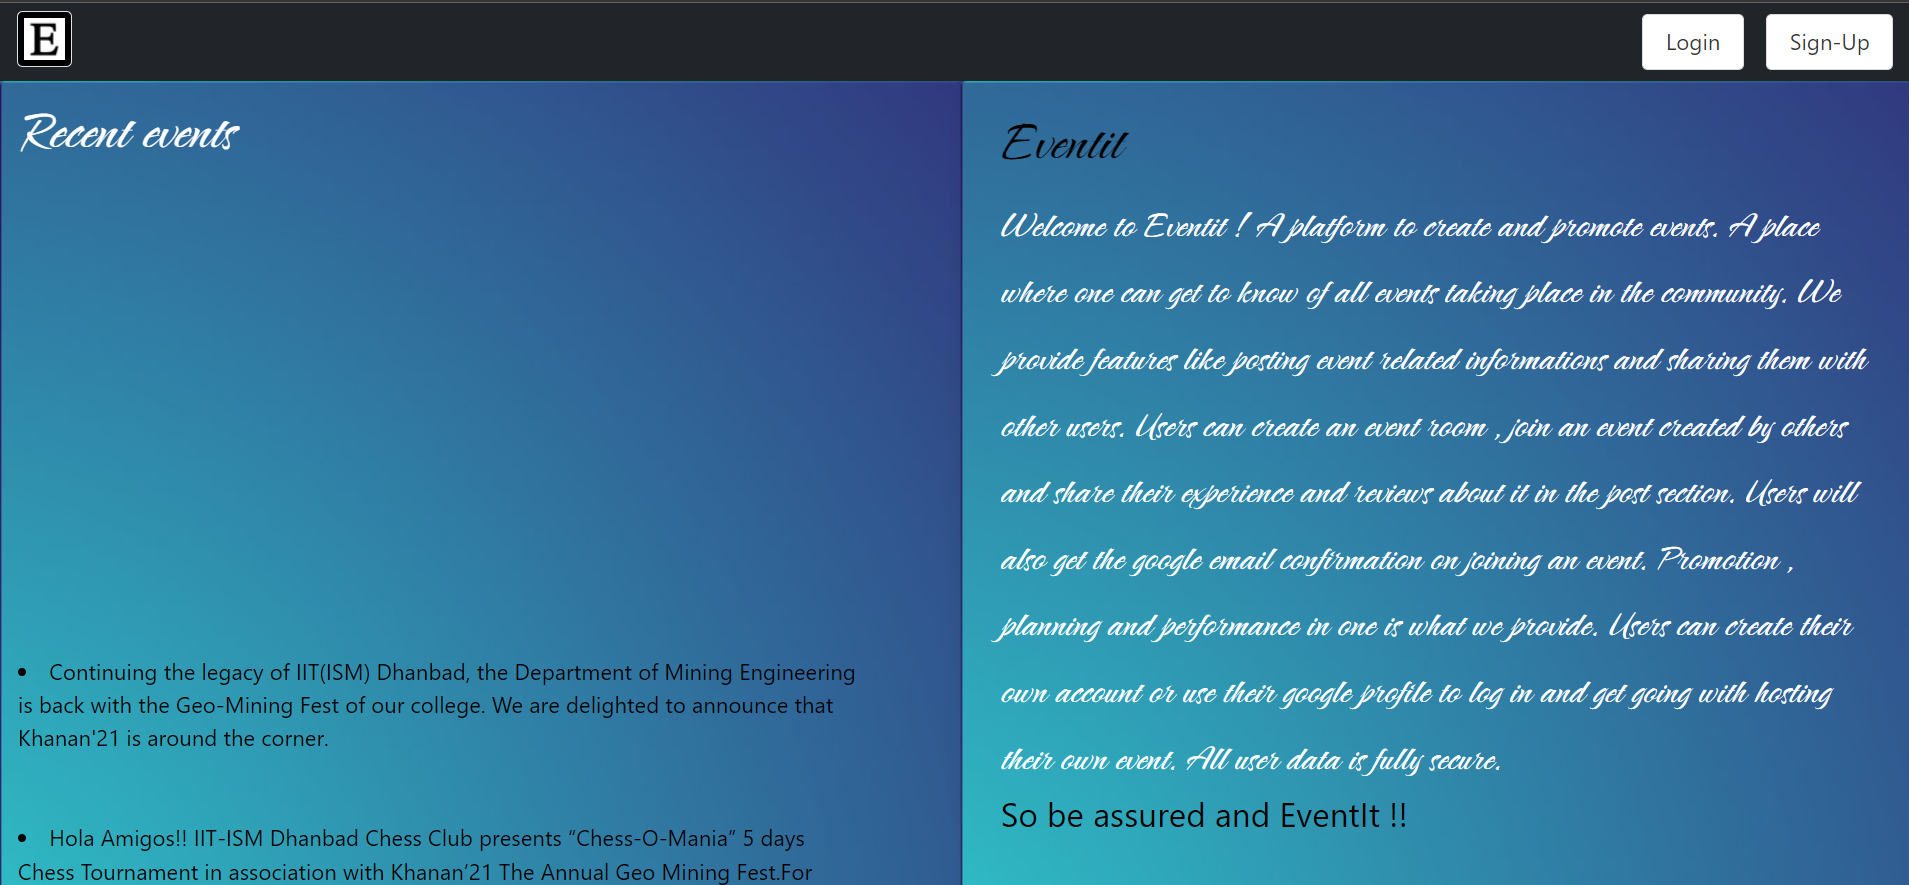 E
Login
Sign-Up
Recent events
• Continuing the legacy of IIT(ISM) Dhanbad, the Department of Mining Engineering
is back with the Geo-Mining Fest of our college. We are delighted to announce that
Khanan'21 is around the corner.
• Hola Amigos!! IIT-ISM Dhanbad Chess Club presents “Chess-O-Mania” 5 days
Chess Tournament in association with Khanan’21 The Annual Geo Mining Fest.For
Eventit
Welcome to Eventit ! A platform to create and promote events. A place
where one can get to know of all events taking place in the community. We
provide features like posting event related informations and sharing them with
other users. Users can create an event room , join an event created by others
and share their experience and reviews about it in the post section. Users will
also get the google email confirmation on joining an event. Promotion ,
planning and performance in one is what we provide. Users can create their
own account or use their google profile to log in and get going with hosting
their own event. All user data is fully secure.
So be assured and EventIt !!